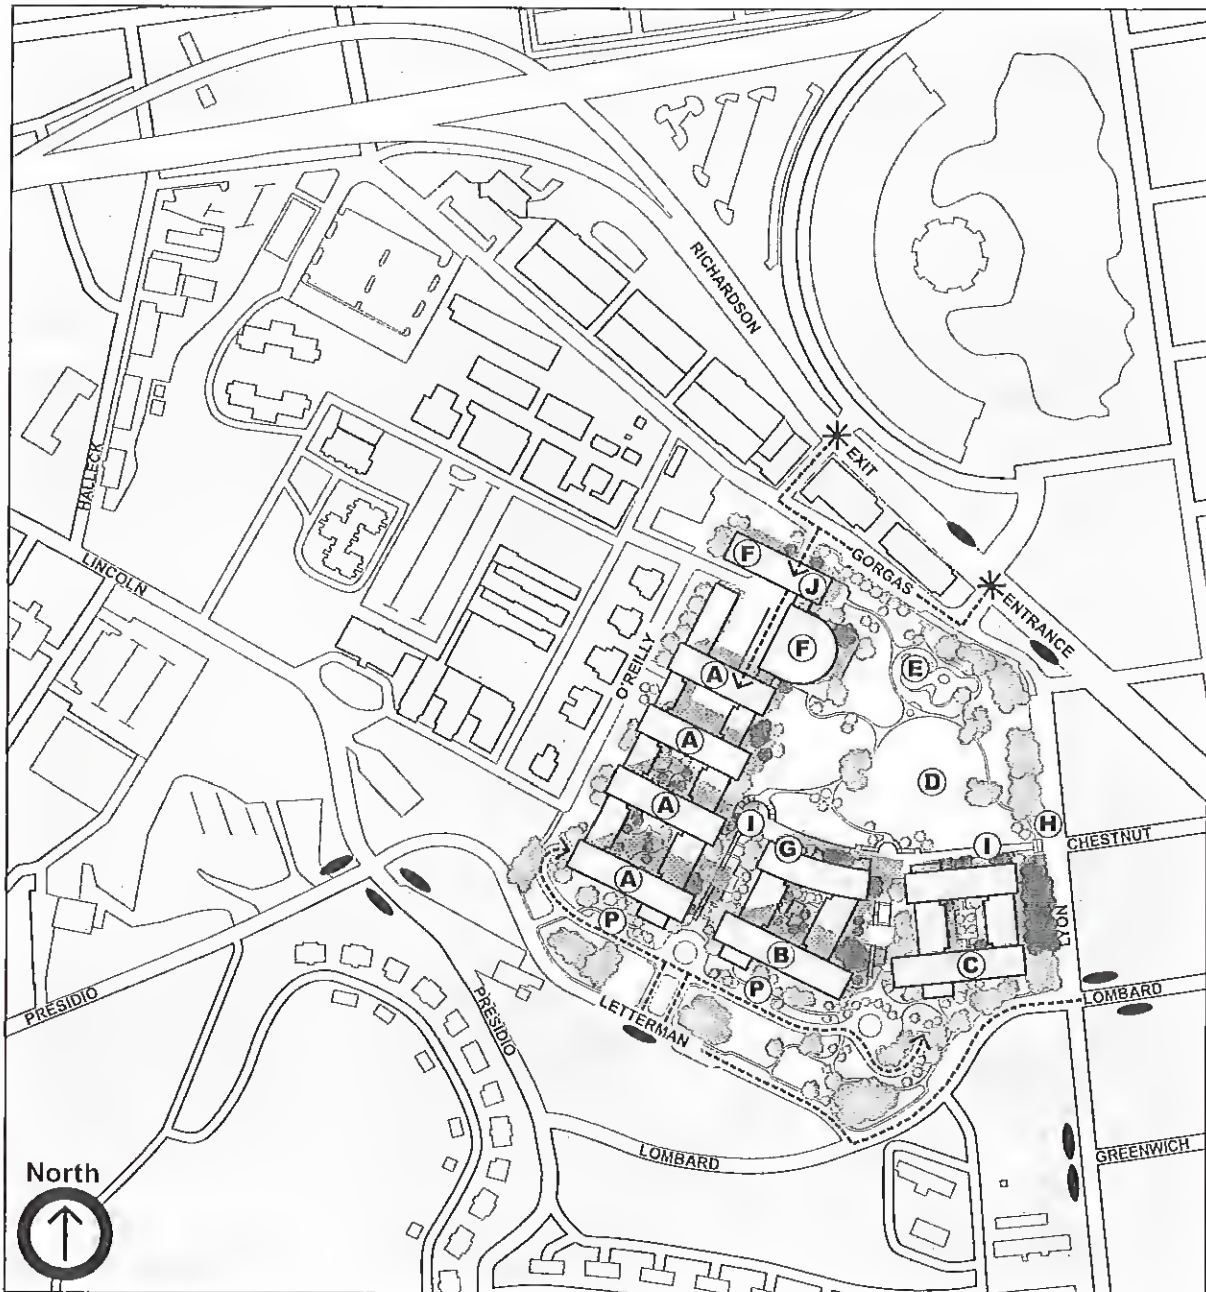 RICHARDSON
HALLECK
EXIT
LINCOLN
F
J
GORGAS
ENTRANCE
F
O'REILLY
A
E
A
D
A
I
H
CHESTNUT
G
I
A
P
LYON
B
C
P
PRESIDIO
PRESIDIO
LETTERMAN
LOMBARD
LOMBARD
GREENWICH
North